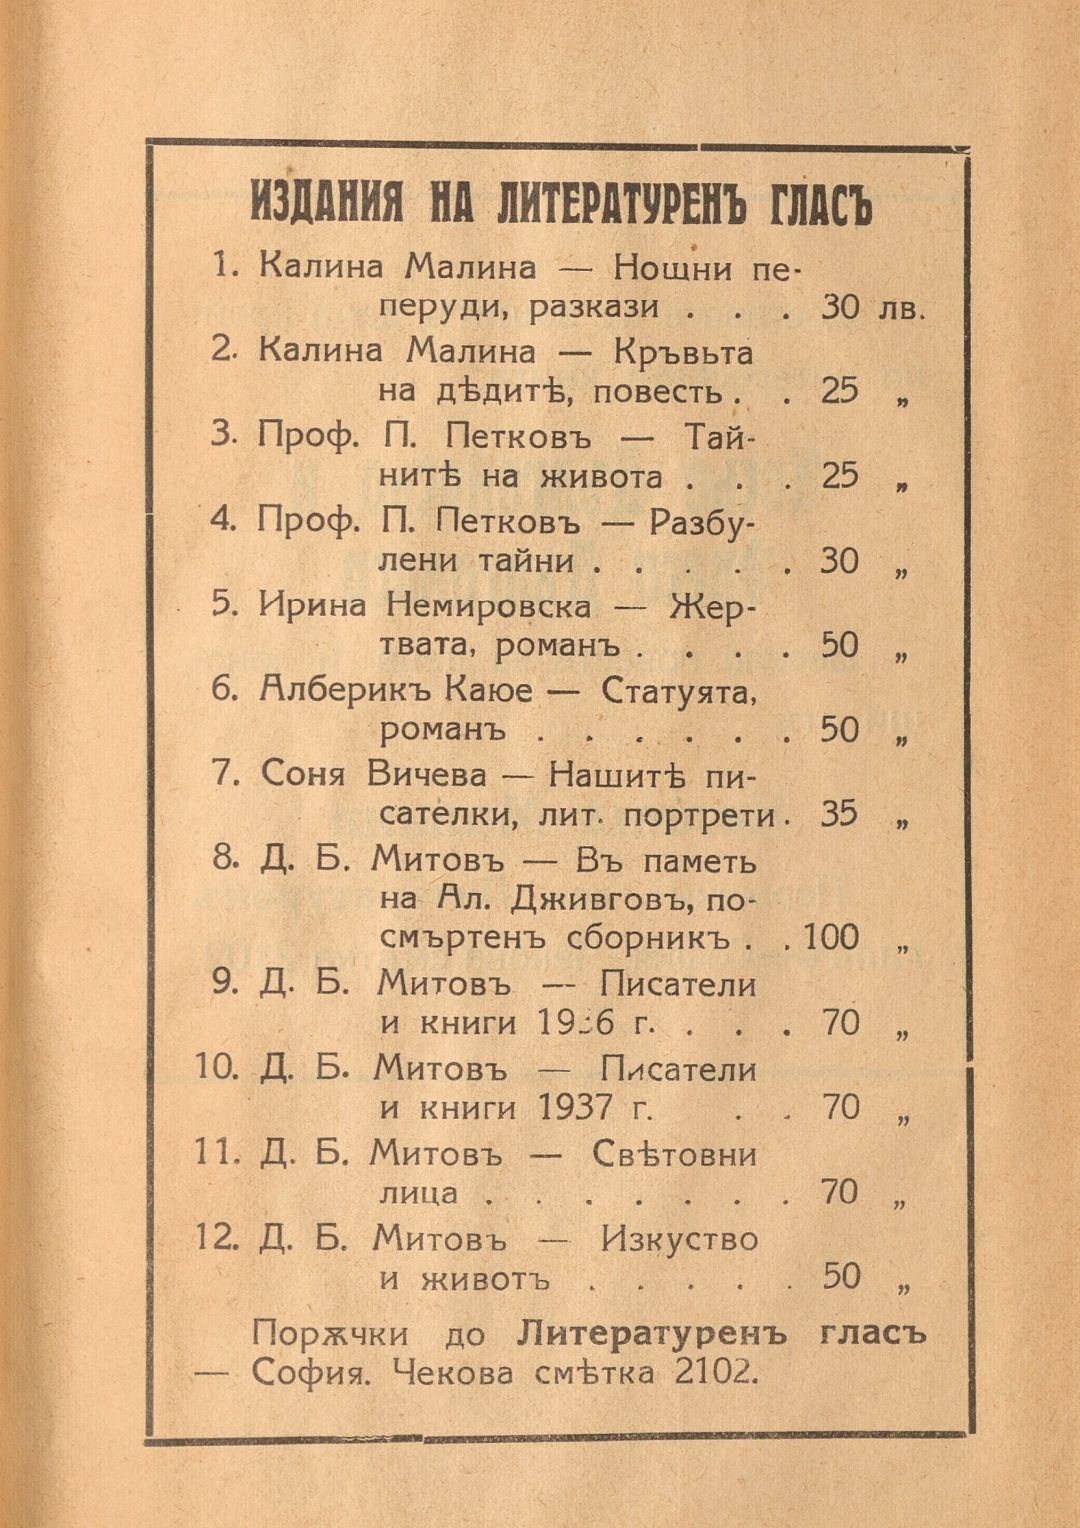 ИЗДАНИЯ НА ЛИТЕРАТУРЕНЪ ГЛАСЪ
1. Калина Малина — Нощни пе-
перуди, разкази . . . 30 лв.
2. Калина Малина — Кръвьта
на дѣдитѣ, повесть . . 25 „
3. Проф. П. Петковъ — Тай-
нитѣ на живота . . . 25 „
4. Проф. П. Петковъ — Разбу-
лени тайни . . . . . 30 „
5. Ирина Немировска — Жер-
твата, романъ . . . . 50 „
6. Алберикъ Каюе — Статуята,
романъ . . . . . . 50 „
7. Соня Вичева — Нашитѣ пи-
сателки, лит. портрети . 35 „
8. Д. Б. Митовъ — Въ паметь
на Ал. Дживговъ, по-
смъртенъ сборникъ . . 100 „
9. Д. Б. Митовъ — Писатели
и книги г. . . . 70 „
10. Д. Б. Митовъ — Писатели
и книги 1937 г. . . 70 „
11. Д. Б. Митовъ — Свѣтовни
лица . . . . . . . 70 „
12. Д. Б. Митовъ — Изкуство
и животъ . . . . . 50 „
Порѫчки до Литературенъ гласъ
— София. Чекова смѣтка 2102.